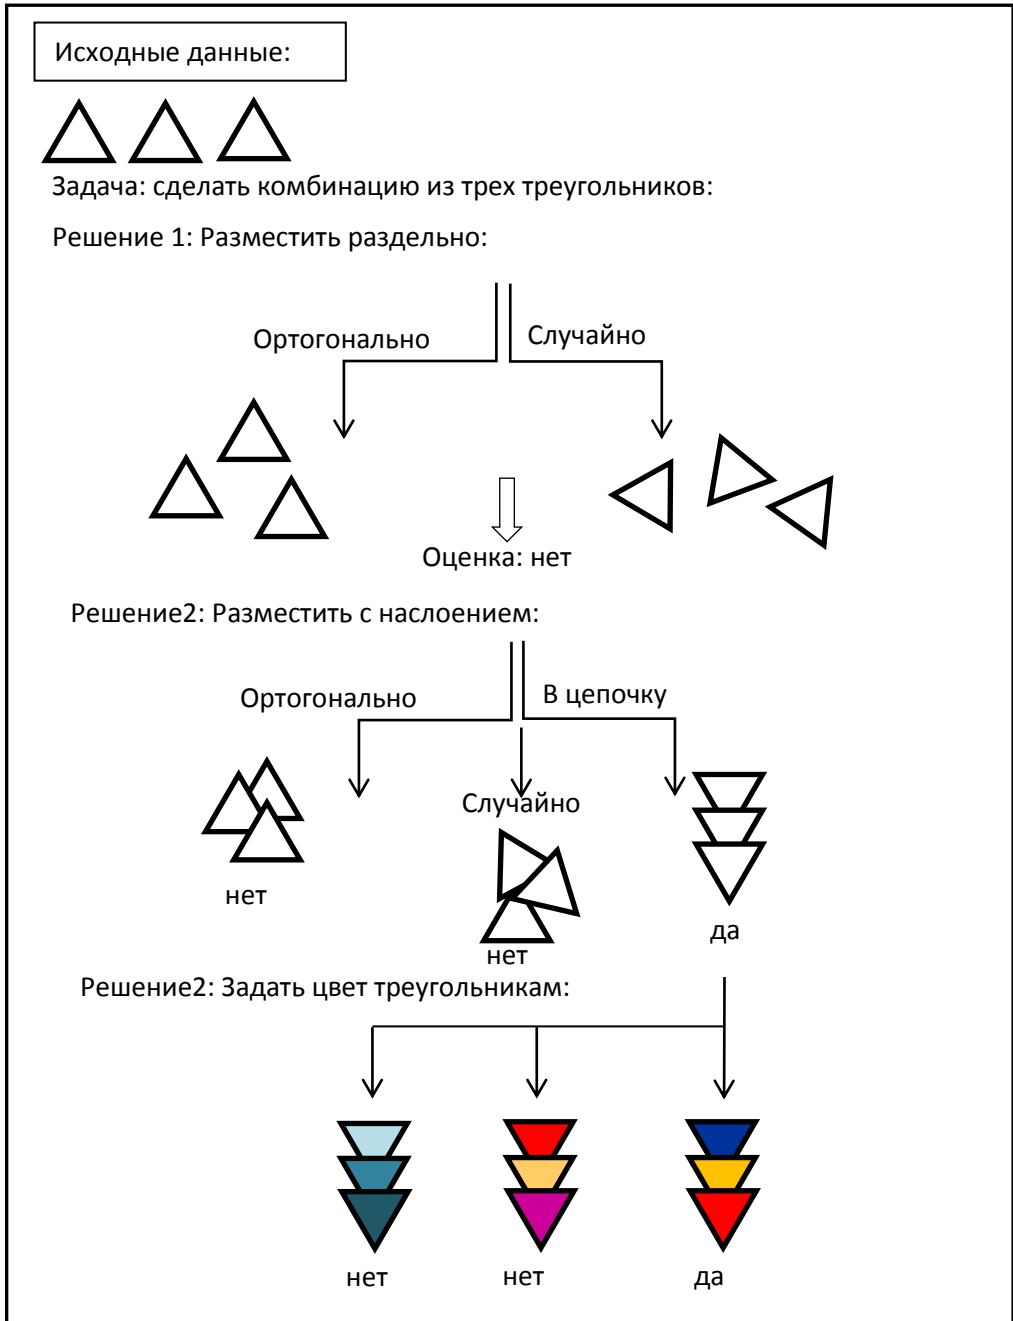 Исходные данные:
Задача: сделать комбинацию из трех треугольников:
Решение 1: Разместить раздельно:
Ортогонально
Случайно
Оценка: нет
Решение2: Разместить с наслоением:
Ортогонально
В цепочку
Случайно
нет
нет
да
Решение2: Задать цвет треугольникам:
нет
нет
да